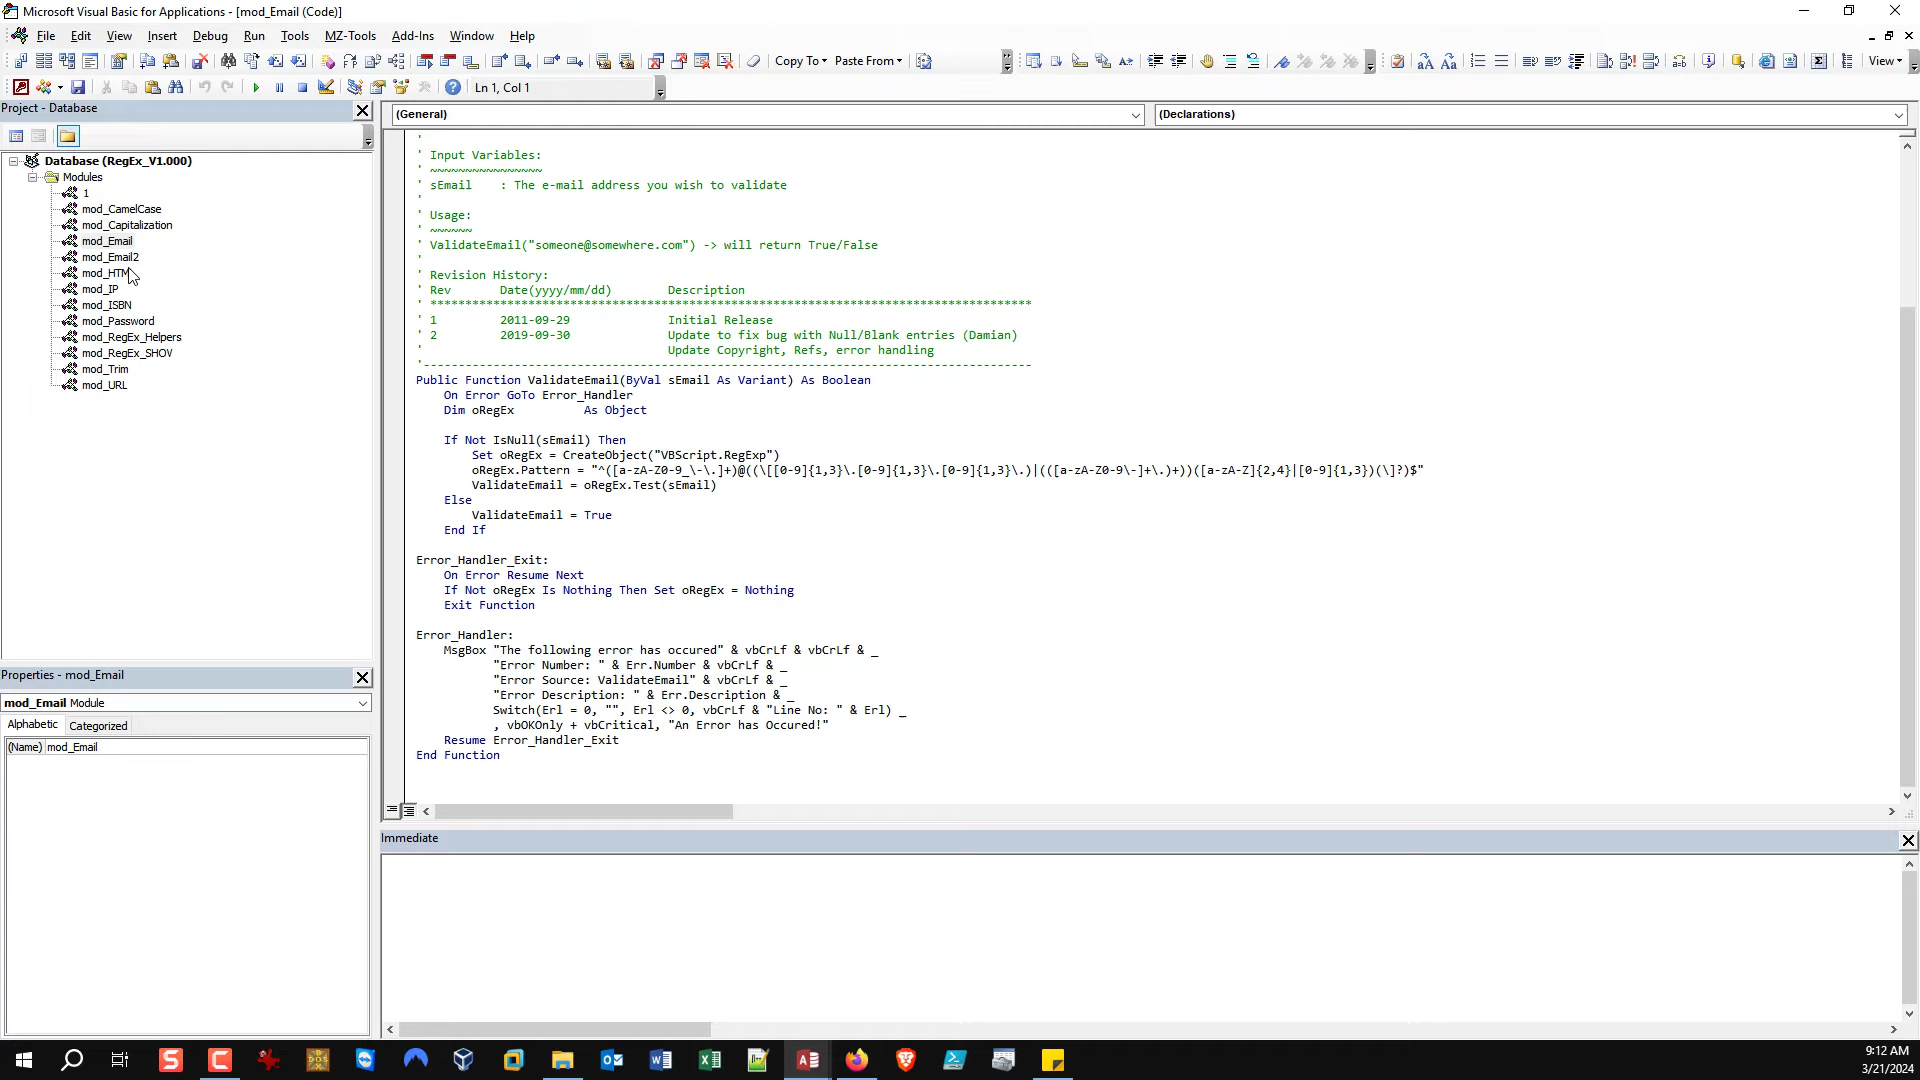 Microsoft Visual Basic for Applications - [mod_Email (Code)]
File Edit View Insert Debug Run Tools MZ-Tools Add-Ins Window Help
Copy To Paste From View
Ln 1, Col 1
Project - Database
(General) (Declarations)
Database (RegEx_V1.000)
Modules
1
mod_CamelCase
mod_Capitalization
mod_Email
mod_Email2
mod_HTM
mod_IP
mod_ISBN
mod_Password
mod_RegEx_Helpers
mod_RegEx_SHOV
mod_Trim
mod_URL
Properties - mod_Email
mod_Email Module
Alphabetic Categorized
(Name) mod_Email
'
' Input Variables:
' ~~~~~~~~~~~~~~~~
' sEmail    : The e-mail address you wish to validate
'
' Usage:
' ~~~~~~
' ValidateEmail("someone@somewhere.com") -> will return True/False
'
' Revision History:
' Rev       Date(yyyy/mm/dd)        Description
' **************************************************************************************
' 1         2011-09-29              Initial Release
' 2         2019-09-30              Update to fix bug with Null/Blank entries (Damian)
'                                   Update Copyright, Refs, error handling
'---------------------------------------------------------------------------------------
Public Function ValidateEmail(ByVal sEmail As Variant) As Boolean
    On Error GoTo Error_Handler
    Dim oRegEx          As Object
    If Not IsNull(sEmail) Then
        Set oRegEx = CreateObject("VBScript.RegExp")
        oRegEx.Pattern = "^([a-zA-Z0-9_\-\.]+)@((\[[0-9]{1,3}\.[0-9]{1,3}\.[0-9]{1,3}\.)|(([a-zA-Z0-9\-]+\.)+))([a-zA-Z]{2,4}|[0-9]{1,3})(\]?)$"
        ValidateEmail = oRegEx.Test(sEmail)
    Else
        ValidateEmail = True
    End If
Error_Handler_Exit:
    On Error Resume Next
    If Not oRegEx Is Nothing Then Set oRegEx = Nothing
    Exit Function
Error_Handler:
    MsgBox "The following error has occured" & vbCrLf & vbCrLf & _
           "Error Number: " & Err.Number & vbCrLf & _
           "Error Source: ValidateEmail" & vbCrLf & _
           "Error Description: " & Err.Description & _
           Switch(Erl = 0, "", Erl <> 0, vbCrLf & "Line No: " & Erl) _
           , vbOKOnly + vbCritical, "An Error has Occured!"
    Resume Error_Handler_Exit
End Function
Immediate
9:12 AM
3/21/2024